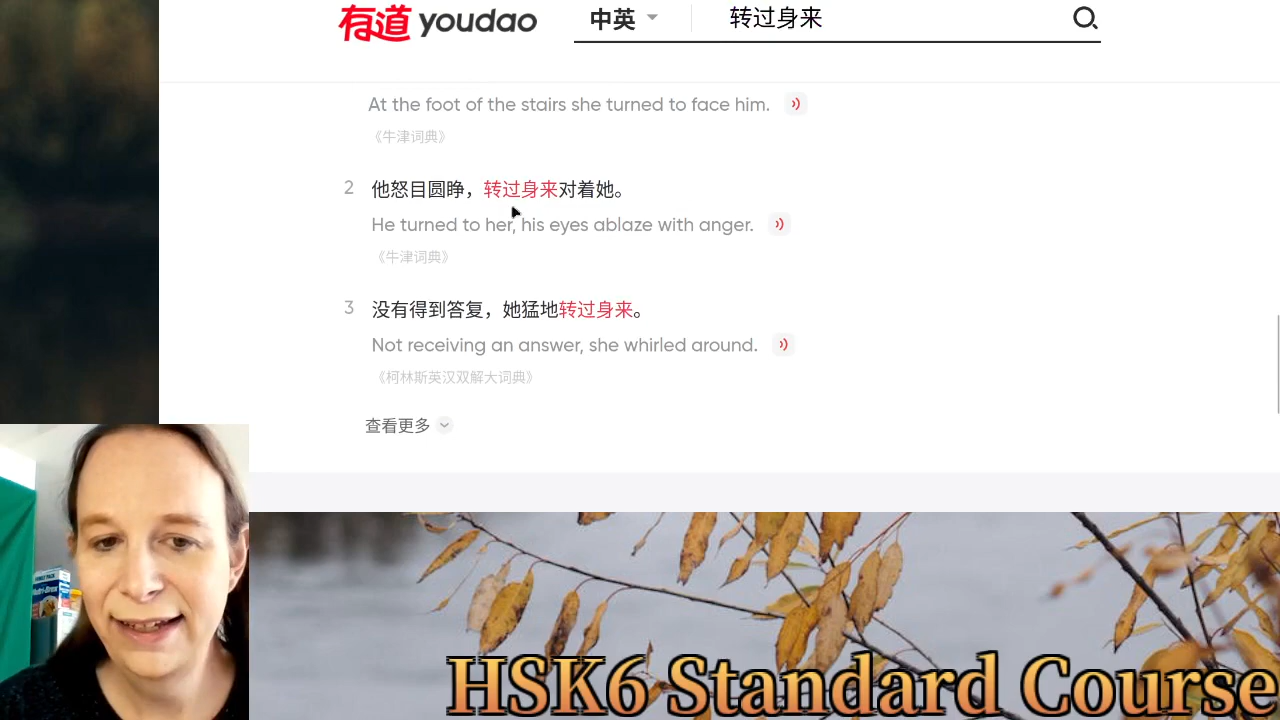 有道 youdao
中英
转过身来
At the foot of the stairs she turned to face him.
《牛津词典》
2 他怒目圆睁，转过身来对着她。
He turned to her, his eyes ablaze with anger.
《牛津词典》
3 没有得到答复，她猛地转过身来。
Not receiving an answer, she whirled around.
《柯林斯英汉双解大词典》
查看更多
HSK6 Standard Course